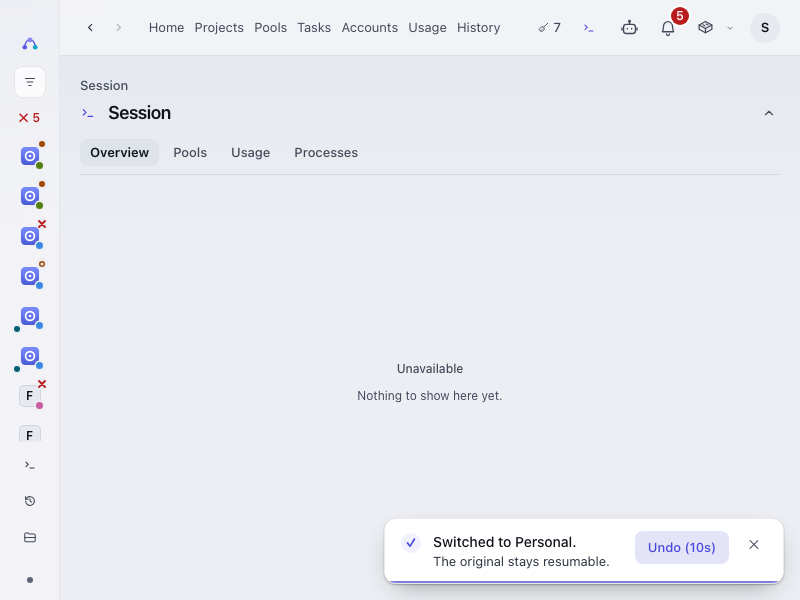 Home Projects Pools Tasks Accounts Usage History 7 5 S
5
Session
Session
Overview Pools Usage Processes
Unavailable
Nothing to show here yet.
F
F
Switched to Personal.
The original stays resumable.
Undo (10s)